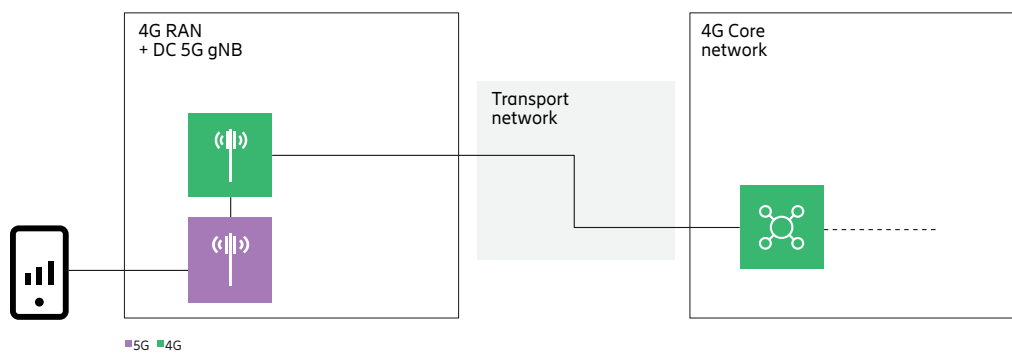 4G RAN
+ DC 5G gNB
4G Core
network
Transport
network
5G 4G